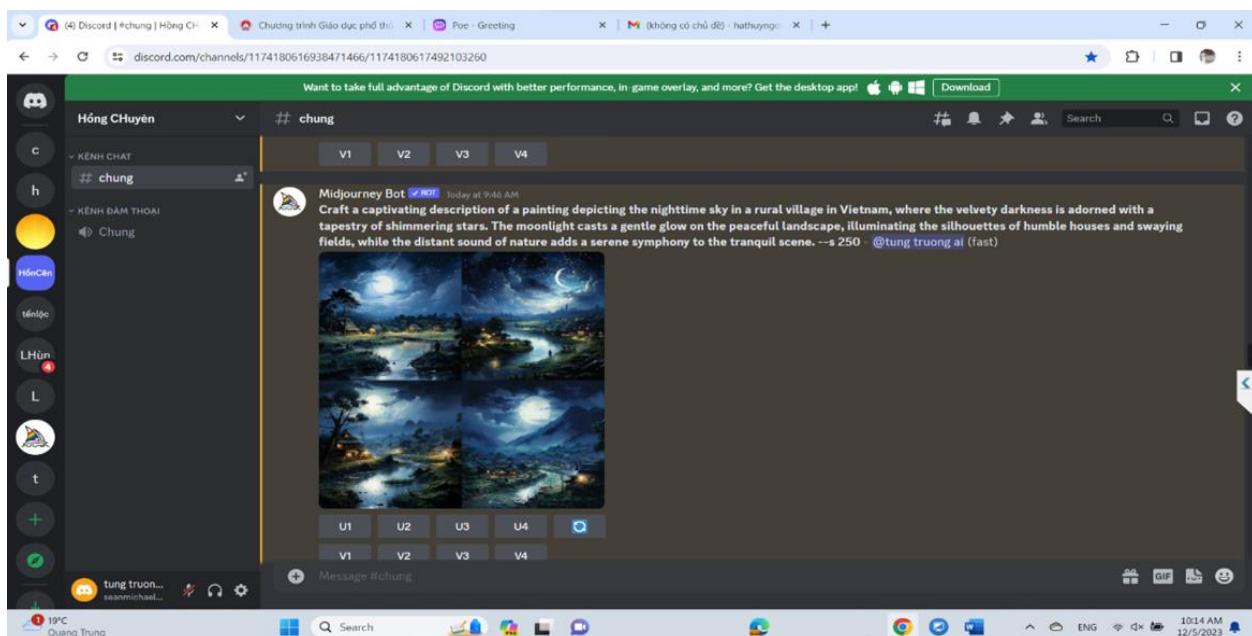 (4) Discord | #chung | Hồng CH
Chương trình Giáo dục phổ thô
Poe - Greeting
(không có chủ đề) - hathuyngo
discord.com/channels/1174180616938471466/1174180617492103260
Want to take full advantage of Discord with better performance, in-game overlay, and more? Get the desktop app!
Download
Hồng CHuyên
# chung
Search
c
KÊNH CHAT
# chung
h
KÊNH ĐÀM THOẠI
Chung
HồnCên
tếnlộc
LHùn
4
L
t
V1 V2 V3 V4
Midjourney Bot BOT Today at 9:46 AM
Craft a captivating description of a painting depicting the nighttime sky in a rural village in Vietnam, where the velvety darkness is adorned with a
tapestry of shimmering stars. The moonlight casts a gentle glow on the peaceful landscape, illuminating the silhouettes of humble houses and swaying
fields, while the distant sound of nature adds a serene symphony to the tranquil scene. --s 250 - @tung truong ai (fast)
U1 U2 U3 U4
V1 V2 V3 V4
Message #chung
GIF
tung truon...
seanmichael...
1
19°C
Quang Trung
Search
ENG
10:14 AM
12/5/2023